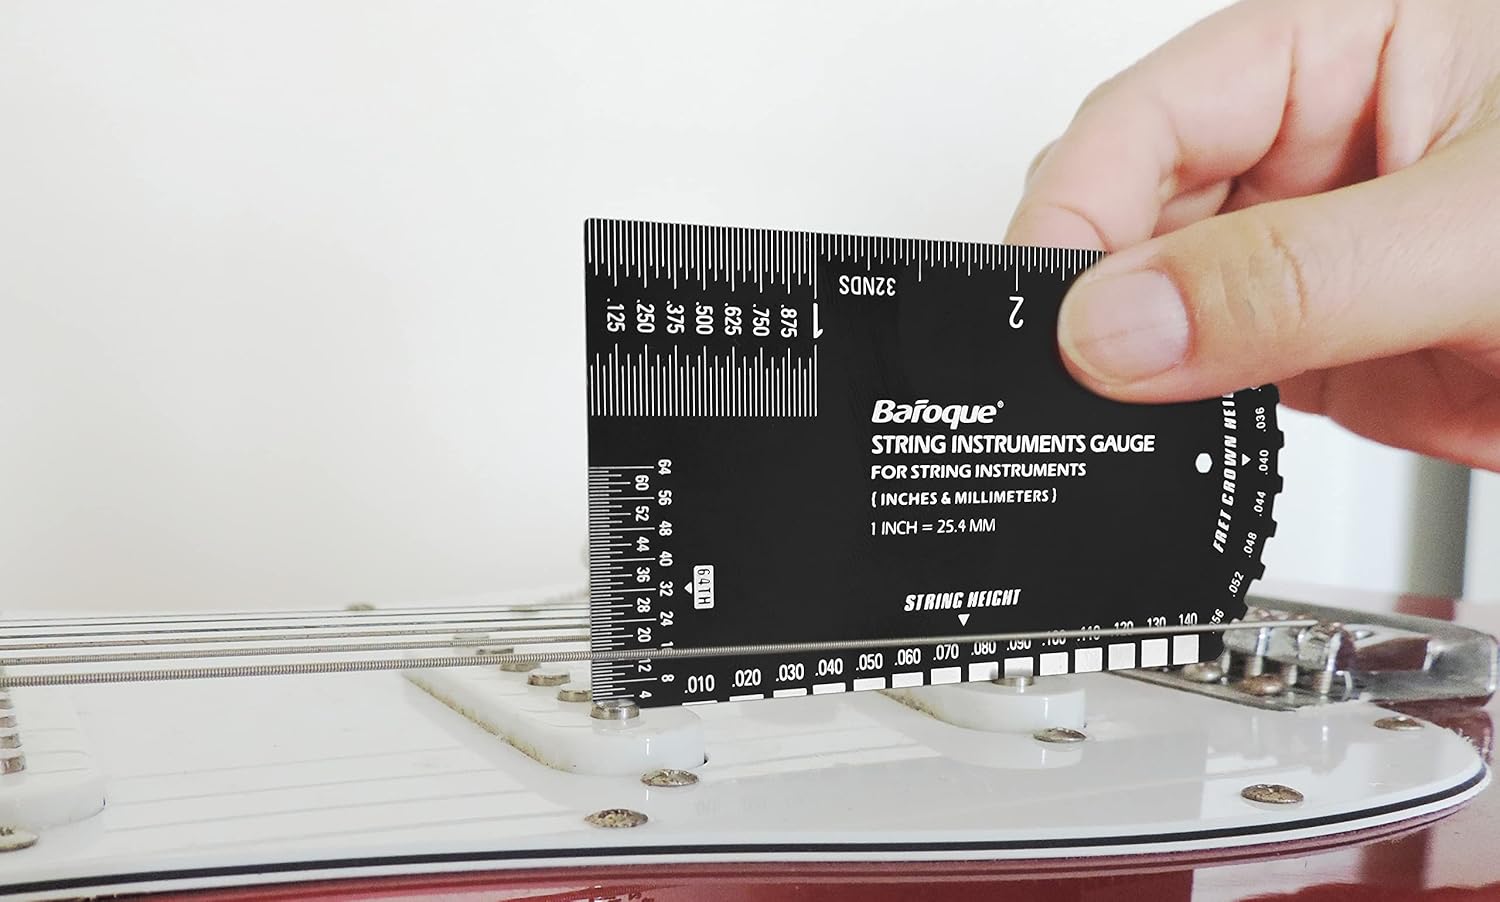 32NDS
2
1
.125 .250 .375 .500 .625 .750 .875
Baroque®
STRING INSTRUMENTS GAUGE
FOR STRING INSTRUMENTS
( INCHES & MILLIMETERS )
1 INCH = 25.4 MM
64 60 56 52 48 44 40 36 32 28 24 20 12 8 4
64TH
STRING HEIGHT
.010 .020 .030 .040 .050 .060 .070 .080 .090 .100 .110 .120 .130 .140
FRET CROWN
.036 .040 .044 .048 .052